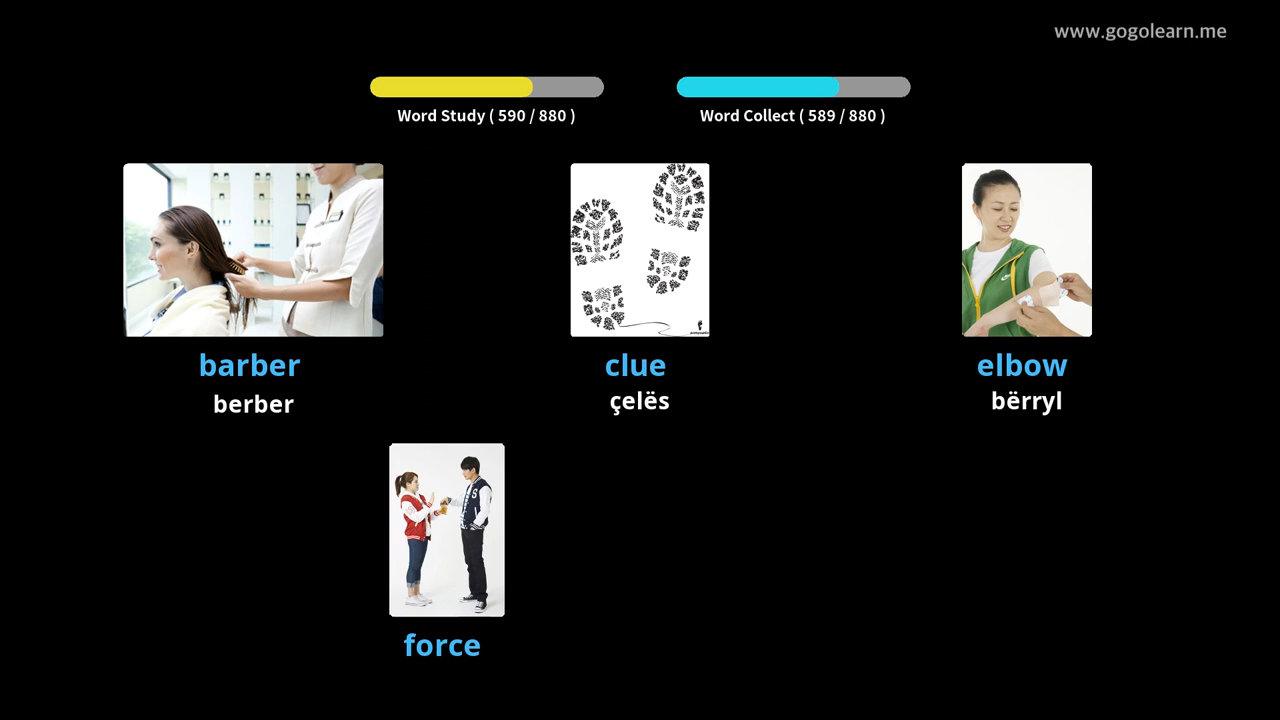 www.gogolearn.me
Word Study ( 590 / 880 )
Word Collect ( 589 / 880 )
barber
berber
clue
çelës
elbow
bërryl
force